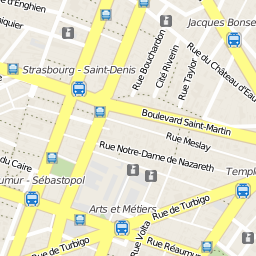 d'Enghien
Jacques Bonse
Rue Bouchardon
Cité Riverin
Rue Taylor
Rue du Château d'Eau
Strasbourg - Saint-Denis
Boulevard Saint-Martin
Rue Meslay
Rue Notre-Dame de Nazareth
du Caire
Templ
umur - Sébastopol
Arts et Métiers
Rue de Turbigo
Rue Volta
Rue de Turbigo
Rue Réaumur